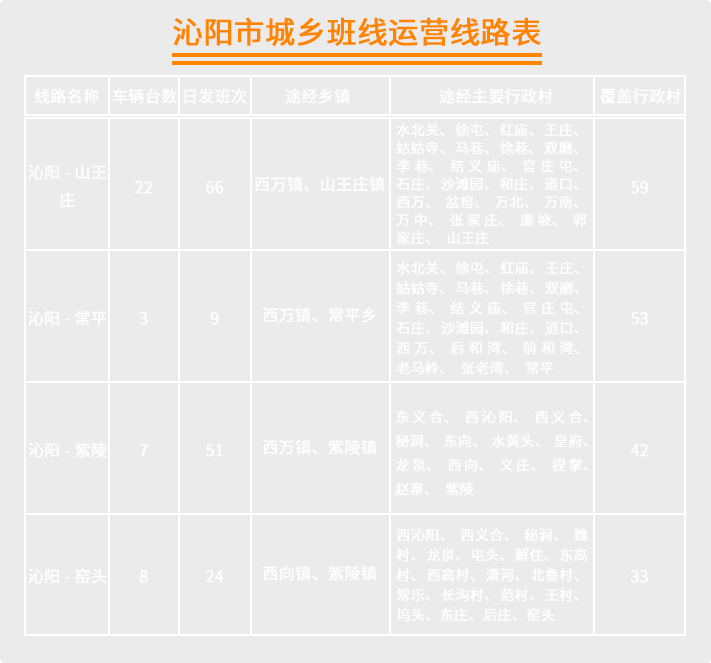 沁阳市城乡班线运营线路表
线路名称 车辆台数 日发班次 途经乡镇 途经主要行政村 覆盖行政村
沁阳 - 山王庄 22 66 西万镇、山王庄镇 59
水北关、徐屯、红庙、王庄、
姑姑寺、马巷、徐巷、双磨、
李巷、结义庙、官庄屯、
石庄、沙滩园、和庄、道口、
西万、盆窑、万北、万南、
万中、张家庄、廉坡、郭
家庄、山王庄
沁阳 - 常平 3 9 西万镇、常平乡 53
水北关、徐屯、红庙、王庄、
姑姑寺、马巷、徐巷、双磨、
李巷、结义庙、官庄屯、
石庄、沙滩园、和庄、道口、
西万、后和湾、前和湾、
老马岭、张老湾、常平
沁阳 - 紫陵 7 51 西万镇、紫陵镇 42
东义合、西沁阳、西义合、
秘涧、东向、水黄头、皇府、
龙泉、西向、义庄、捏掌、
赵寨、紫陵
沁阳 - 窑头 8 24 西向镇、紫陵镇 33
西沁阳、西义合、秘涧、魏
村、龙泉、屯头、解住、东高
村、西高村、清河、北鲁村、
常乐、长沟村、范村、王村、
坞头、东庄、后庄、窑头